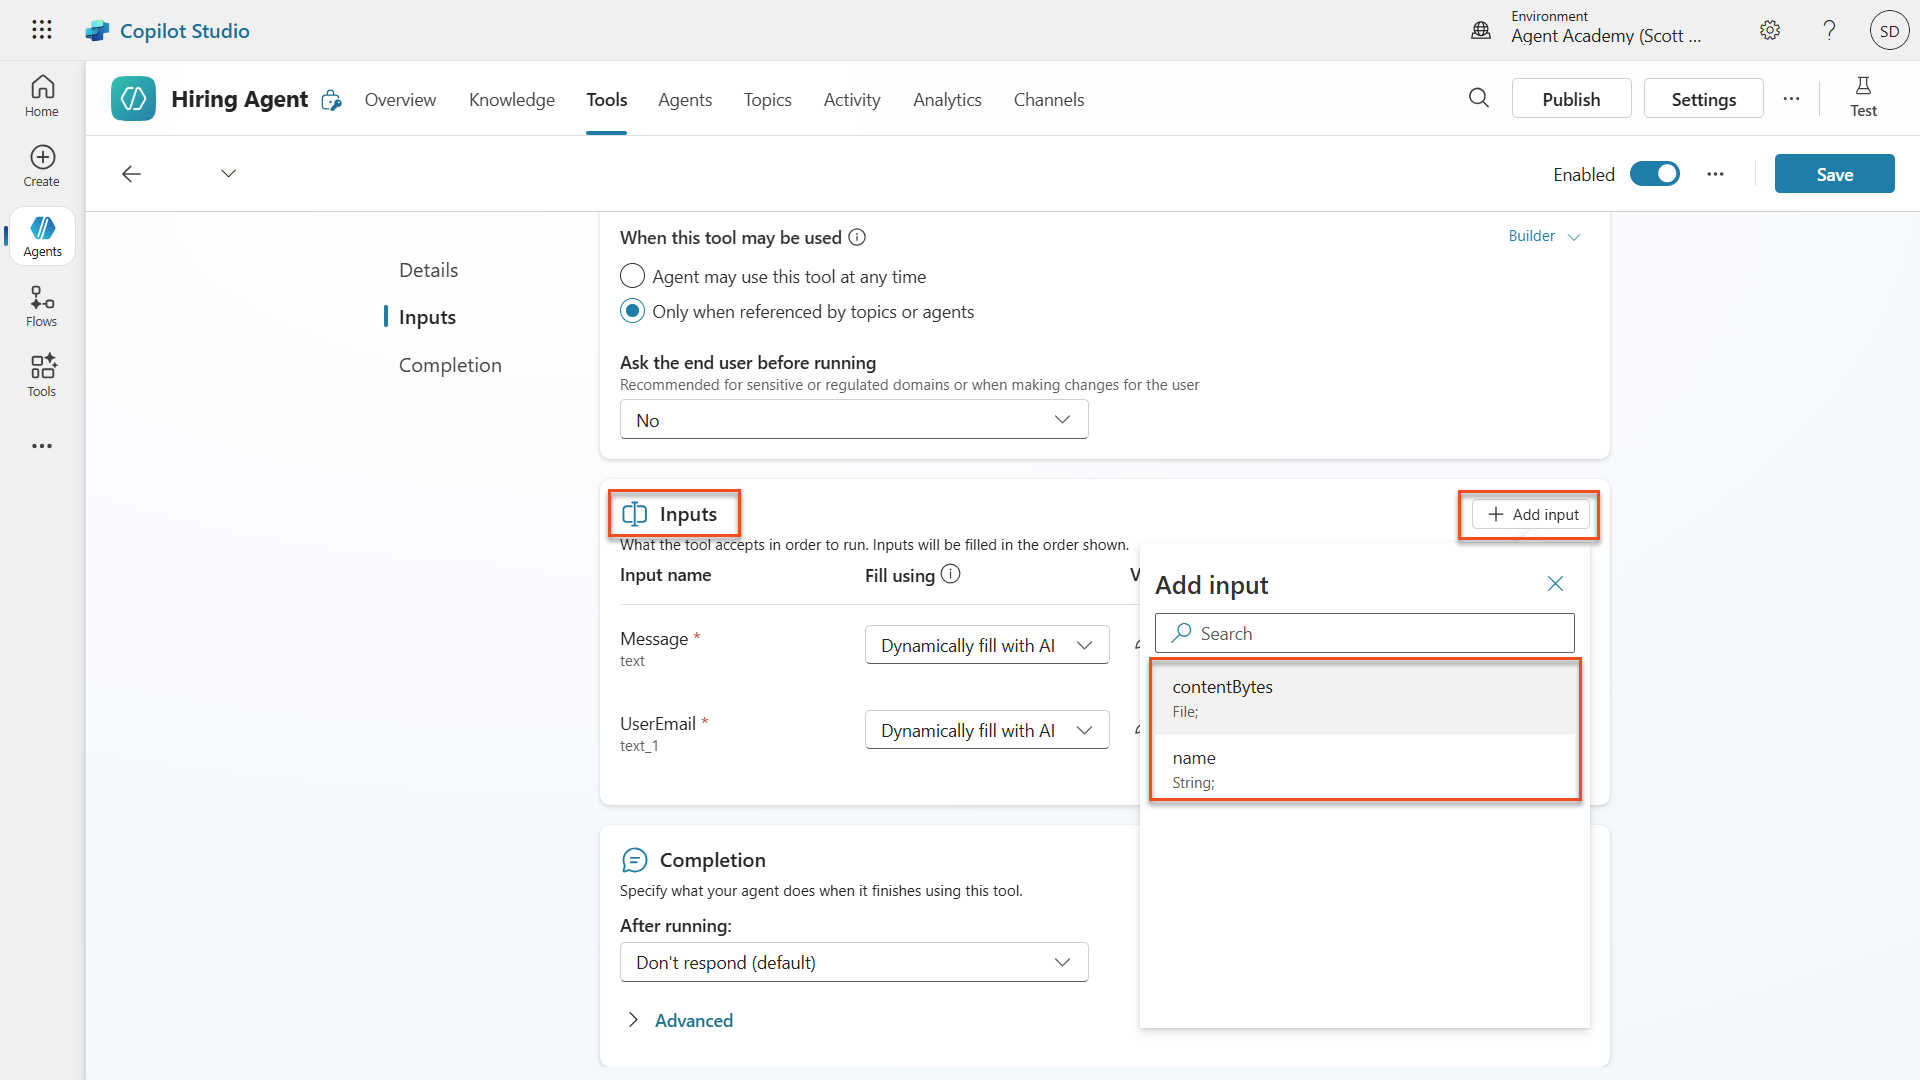 Copilot Studio
Environment
Agent Academy (Scott ...
SD
Home
Create
Agents
Flows
Tools
Hiring Agent
Overview
Knowledge
Tools
Agents
Topics
Activity
Analytics
Channels
Publish
Settings
Test
Enabled
Save
Details
Inputs
Completion
When this tool may be used
Builder
Agent may use this tool at any time
Only when referenced by topics or agents
Ask the end user before running
Recommended for sensitive or regulated domains or when making changes for the user
No
Inputs
Add input
What the tool accepts in order to run. Inputs will be filled in the order shown.
Input name
Fill using
V
Message *
text
Dynamically fill with AI
UserEmail *
text_1
Dynamically fill with AI
Add input
Search
contentBytes
File;
name
String;
Completion
Specify what your agent does when it finishes using this tool.
After running:
Don't respond (default)
Advanced